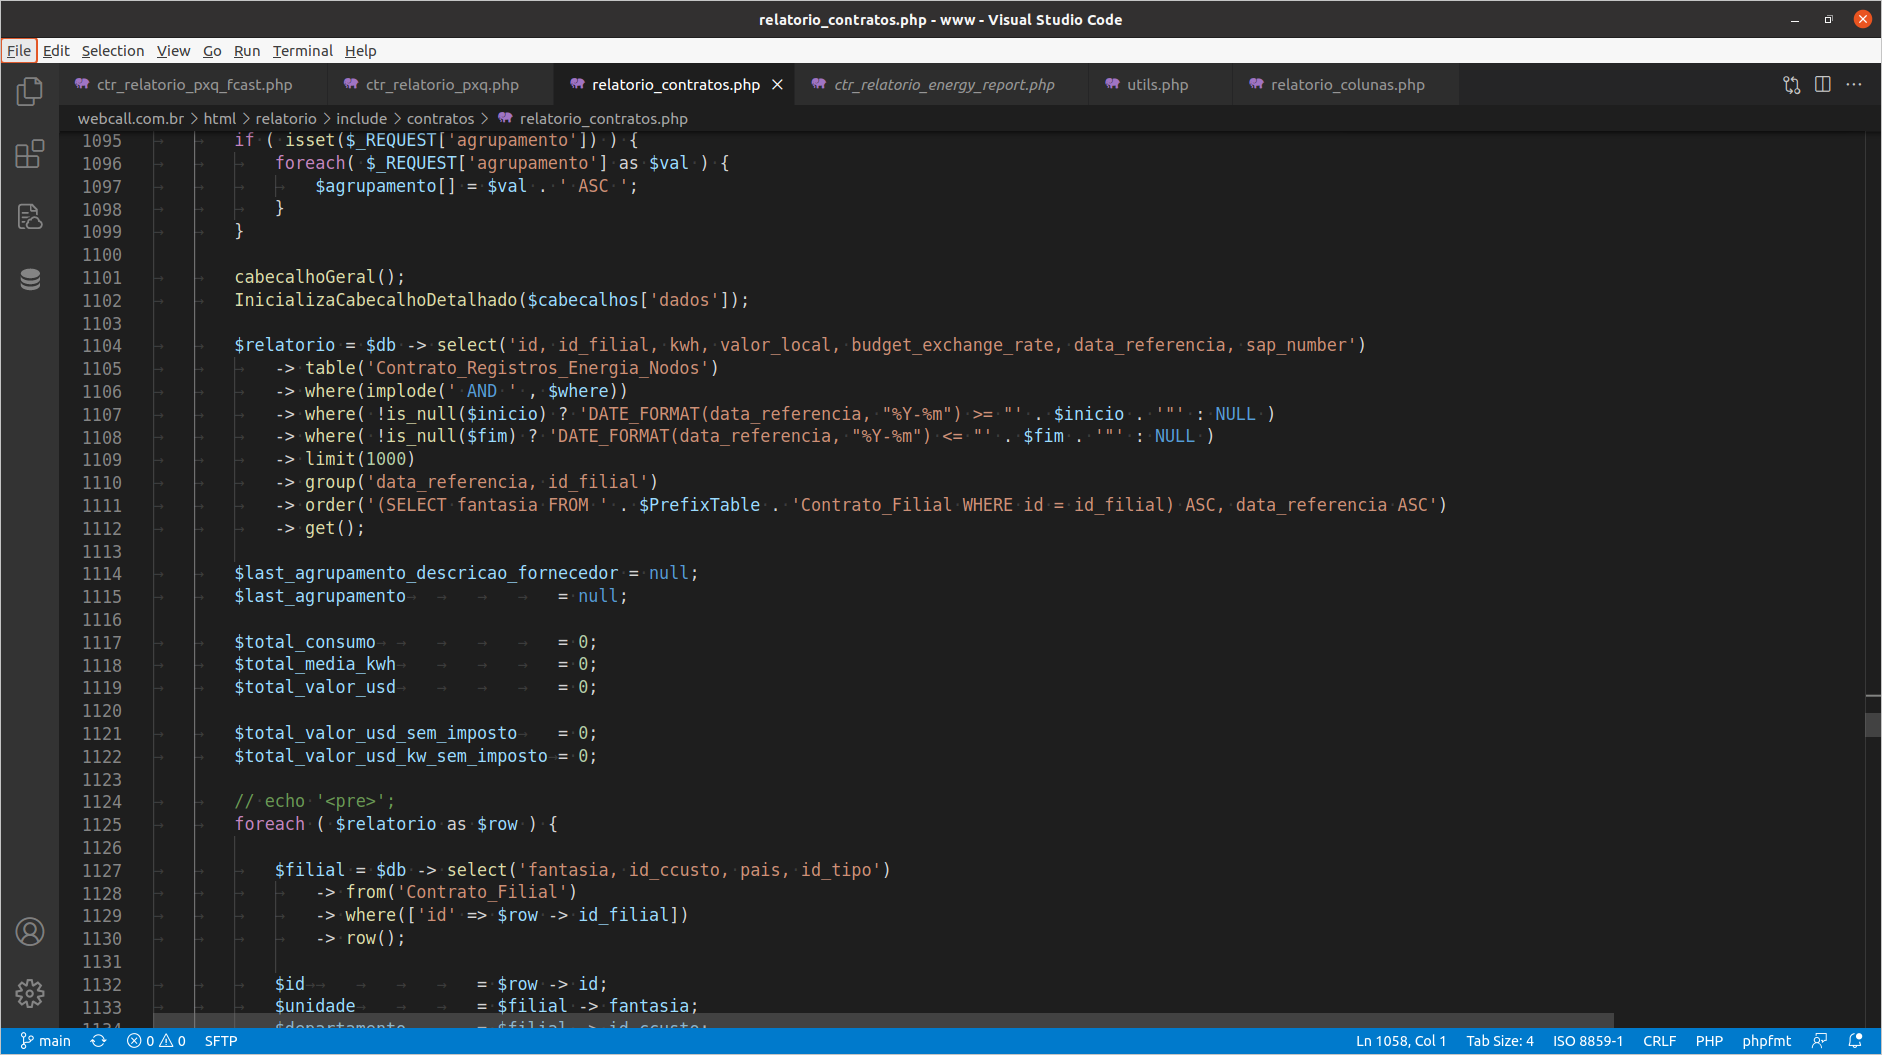 relatorio_contratos.php - www - Visual Studio Code
File Edit Selection View Go Run Terminal Help
ctr_relatorio_pxq_fcast.php ctr_relatorio_pxq.php relatorio_contratos.php ctr_relatorio_energy_report.php utils.php relatorio_colunas.php
webcall.com.br > html > relatorio > include > contratos > relatorio_contratos.php
1095 if ( isset($_REQUEST['agrupamento']) ) {
1096 foreach( $_REQUEST['agrupamento'] as $val ) {
1097 $agrupamento[] = $val . ' ASC ';
1098 }
1099 }
1100
1101 cabecalhoGeral();
1102 InicializaCabecalhoDetalhado($cabecalhos['dados']);
1103
1104 $relatorio = $db -> select('id, id_filial, kwh, valor_local, budget_exchange_rate, data_referencia, sap_number')
1105 -> table('Contrato_Registros_Energia_Nodos')
1106 -> where(implode(' AND ' , $where))
1107 -> where( !is_null($inicio) ? 'DATE_FORMAT(data_referencia, "%Y-%m") >= "' . $inicio . '"' : NULL )
1108 -> where( !is_null($fim) ? 'DATE_FORMAT(data_referencia, "%Y-%m") <= "' . $fim . '"' : NULL )
1109 -> limit(1000)
1110 -> group('data_referencia, id_filial')
1111 -> order('(SELECT fantasia FROM ' . $PrefixTable . 'Contrato_Filial WHERE id = id_filial) ASC, data_referencia ASC')
1112 -> get();
1113
1114 $last_agrupamento_descricao_fornecedor = null;
1115 $last_agrupamento = null;
1116
1117 $total_consumo = 0;
1118 $total_media_kwh = 0;
1119 $total_valor_usd = 0;
1120
1121 $total_valor_usd_sem_imposto = 0;
1122 $total_valor_usd_kw_sem_imposto = 0;
1123
1124 // echo '<pre>';
1125 foreach ( $relatorio as $row ) {
1126
1127 $filial = $db -> select('fantasia, id_ccusto, pais, id_tipo')
1128 -> from('Contrato_Filial')
1129 -> where(['id' => $row -> id_filial])
1130 -> row();
1131
1132 $id = $row -> id;
1133 $unidade = $filial -> fantasia;
1134 $departamento = $filial -> id_ccusto;
main 0 0 SFTP Ln 1058, Col 1 Tab Size: 4 ISO 8859-1 CRLF PHP phpfmt